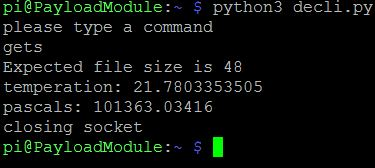 pi@PayloadModule:~ $ python3 decli.py
please type a command
gets
Expected file size is 48
temperation: 21.7803353505
pascals: 101363.03416
closing socket
pi@PayloadModule:~ $